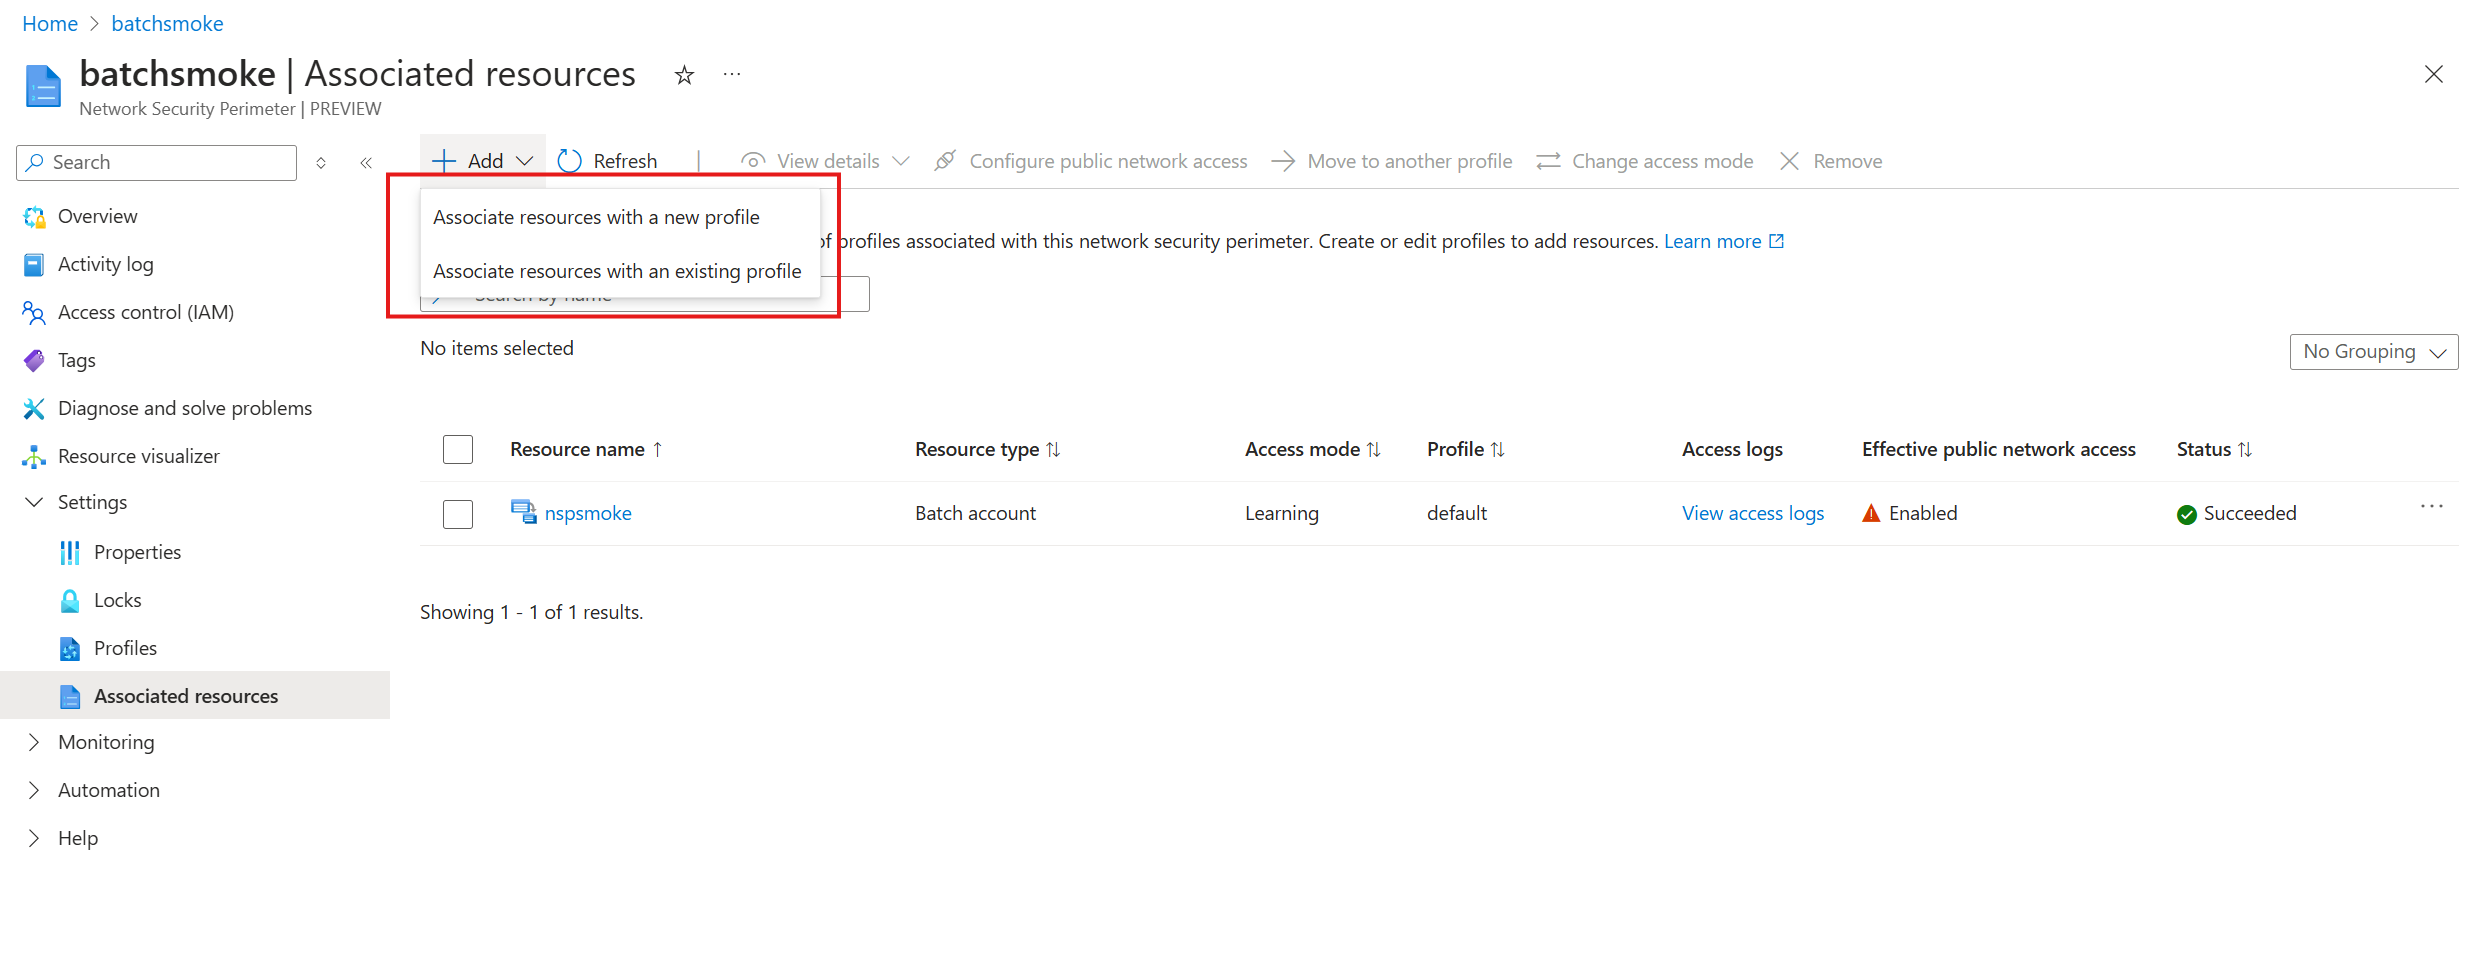 Home > batchsmoke
batchsmoke | Associated resources
Network Security Perimeter | PREVIEW
Search
Add
Refresh
View details
Configure public network access
Move to another profile
Change access mode
Remove
Associate resources with a new profile
Associate resources with an existing profile
of profiles associated with this network security perimeter. Create or edit profiles to add resources. Learn more
Search by name
No items selected
No Grouping
Overview
Activity log
Access control (IAM)
Tags
Diagnose and solve problems
Resource visualizer
Settings
Properties
Locks
Profiles
Associated resources
Monitoring
Automation
Help
Resource name ↑ Resource type ↑↓ Access mode ↑↓ Profile ↑↓ Access logs Effective public network access Status ↑↓
nspsmoke Batch account Learning default View access logs Enabled Succeeded
Showing 1 - 1 of 1 results.